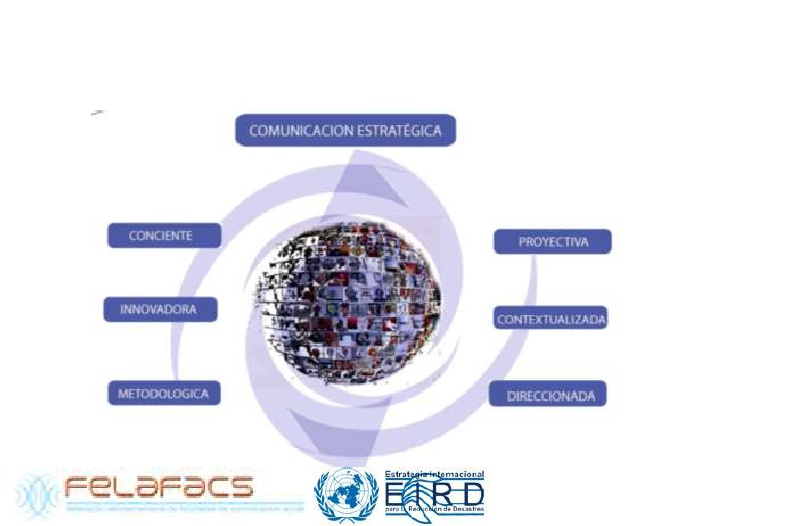 COMUNICACION ESTRATÉGICA
CONCIENTE
PROYECTIVA
INNOVADORA
CONTEXTUALIZADA
METODOLOGICA
DIRECCIONADA
FELAFACS
Estrategia Internacional
EIRD
para la Reducción de Desastres